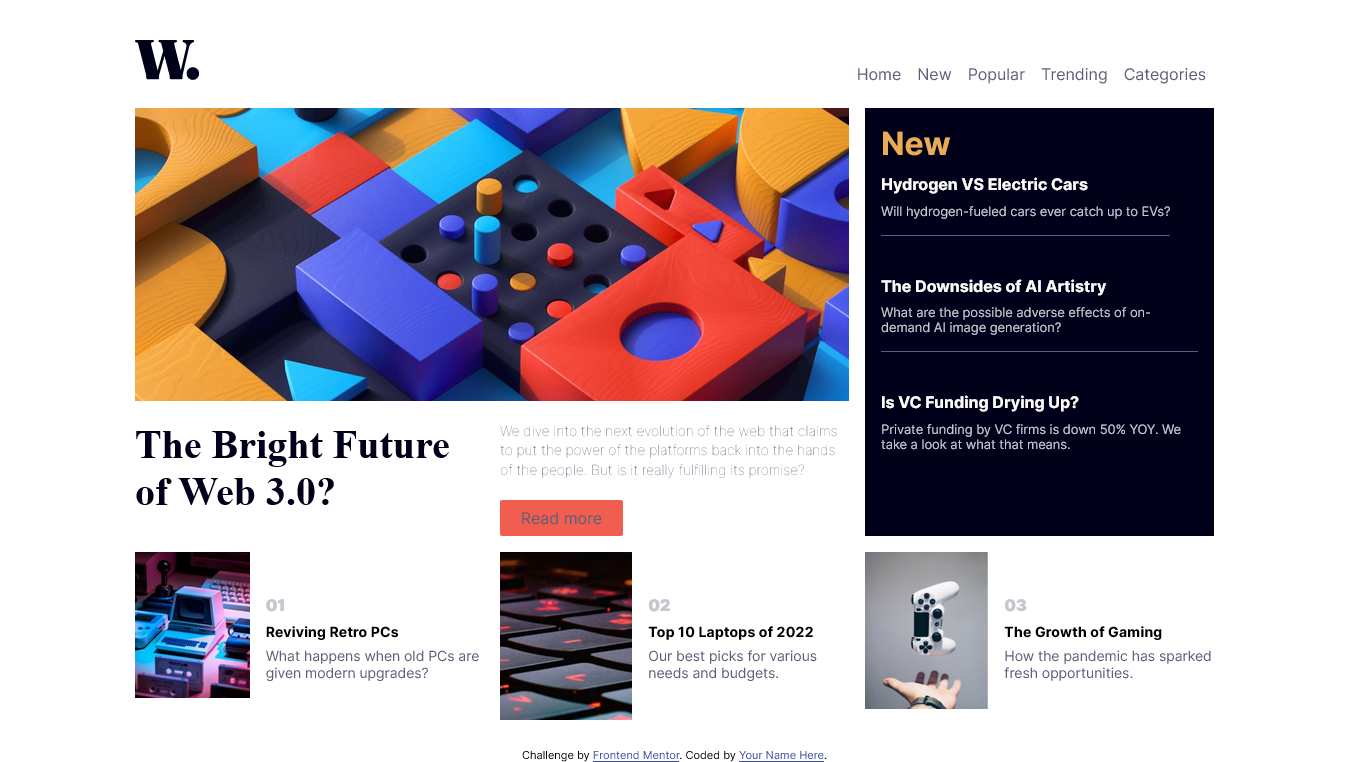 W.
Home New Popular Trending Categories
New
Hydrogen VS Electric Cars
Will hydrogen-fueled cars ever catch up to EVs?
The Downsides of AI Artistry
What are the possible adverse effects of on-
demand AI image generation?
Is VC Funding Drying Up?
Private funding by VC firms is down 50% YOY. We
take a look at what that means.
The Bright Future
of Web 3.0?
We dive into the next evolution of the web that claims
to put the power of the platforms back into the hands
of the people. But is it really fulfilling its promise?
Read more
01
Reviving Retro PCs
What happens when old PCs are
given modern upgrades?
02
Top 10 Laptops of 2022
Our best picks for various
needs and budgets.
03
The Growth of Gaming
How the pandemic has sparked
fresh opportunities.
Challenge by Frontend Mentor. Coded by Your Name Here.